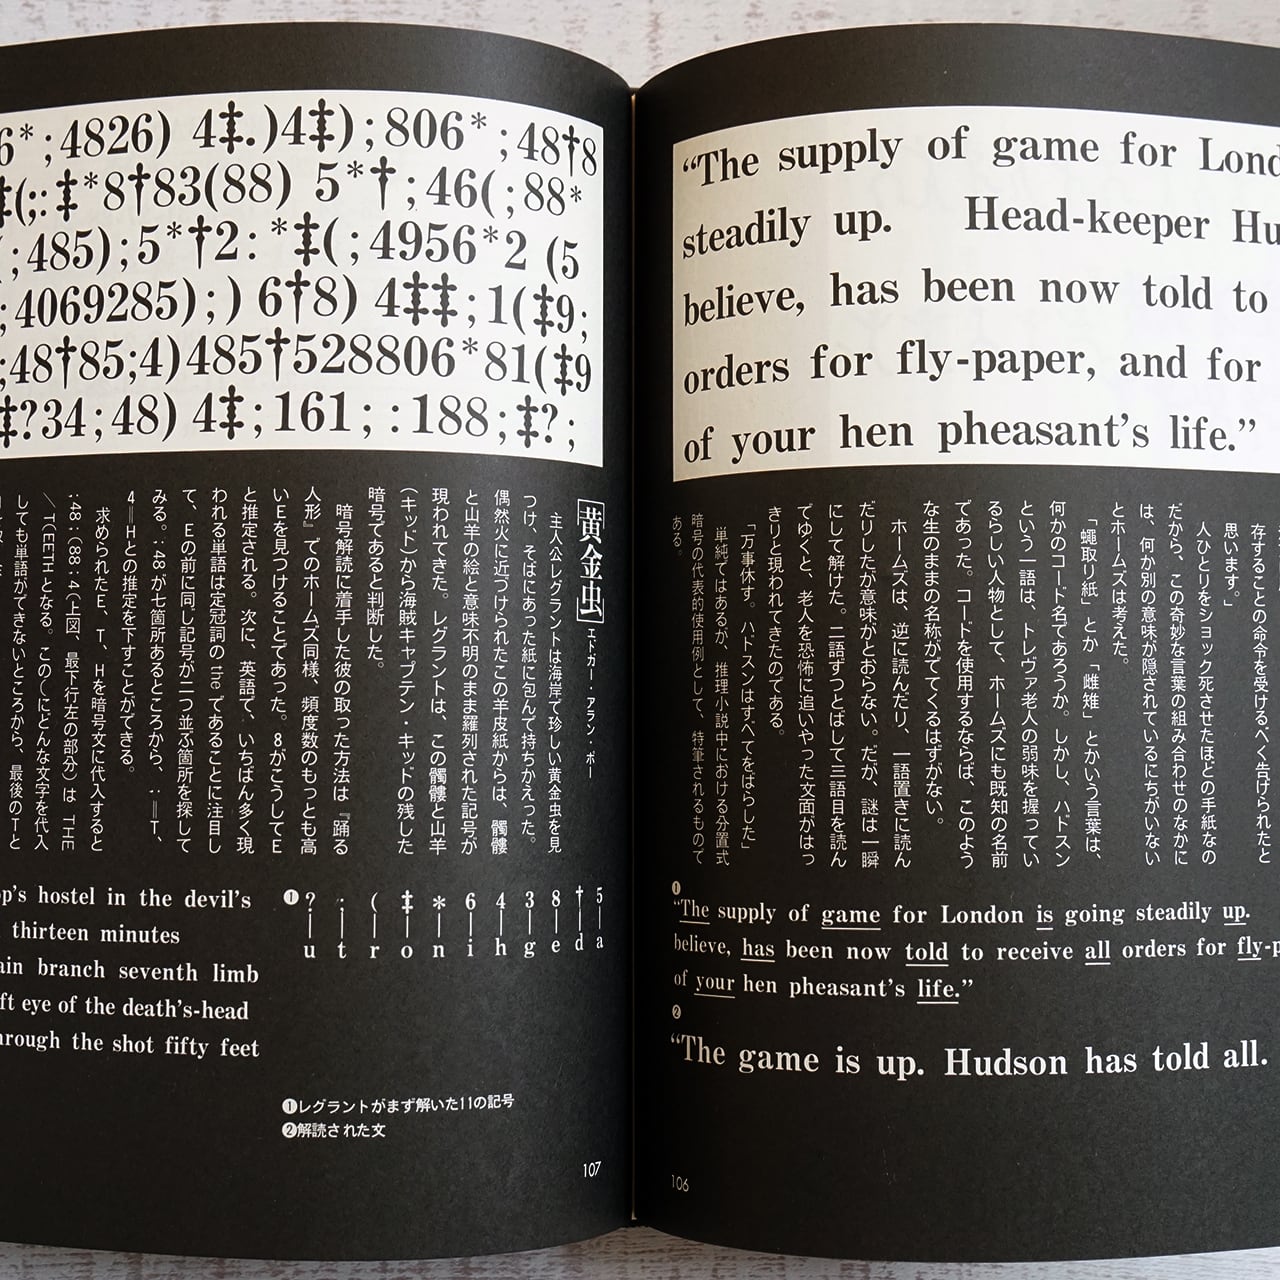 “The supply of game for Lond
steadily up. Head-keeper Hu
believe, has been now told to
orders for fly-paper, and for
of your hen pheasant’s life.”
存することの命令を受けるべく告げられたと
思います。」
人ひとりをショック死させたほどの手紙なの
だから、この奇妙な言葉の組み合わせのなかに
は、何か別の意味が隠されているにちがいない
とホームズは考えた。
「蠅取り紙」とか「雌雉」とかいう言葉は、
何かのコード名であろうか。しかし、ハドスン
という一語は、トレヴァ老人の弱味を握ってい
るらしい人物として、ホームズにも既知の名前
であった。コードを使用するならば、このよう
な生のままの名称がでてくるはずがない。
ホームズは、逆に読んだり、一語置きに読ん
だりしたが意味がとおらない。だが、謎は一瞬
にして解けた。二語ずつとばして三語目を読ん
でゆくと、老人を恐怖に追いやった文面がはっ
きりと現われてきたのである。
「万事休す。ハドスンはすべてをばらした」
単純ではあるが、推理小説中における分置式
暗号の代表的使用例として、特筆されるもので
ある。
❶
“The supply of game for London is going steadily up.
believe, has been now told to receive all orders for fly-p
of your hen pheasant’s life.”
❷
“The game is up. Hudson has told all.
106
6*;4826) 4‡.)4‡);806*;48†8
‡(;:‡*8†83(88) 5*†;46(;88*
(;485);5*†2:*‡(;4956*2 (5
;4069285);) 6†8) 4‡‡;1(‡9;
;48†85;4)485†528806*81(‡9
‡?34;48) 4‡;161;:188;‡?;
[黄金虫] エドガー・アラン・ポー
主人公レグラントは海岸で珍しい黄金虫を見
つけ、そばにあった紙に包んで持ちかえった。
偶然火に近づけられたこの羊皮紙からは、髑髏
と山羊の絵と意味不明のまま羅列された記号が
現われてきた。レグラントは、この髑髏と山羊
(キッド)から海賊キャプテン・キッドの残した
暗号であると判断した。
暗号解読に着手した彼の取った方法は『踊る
人形』でのホームズ同様、頻度数のもっとも高
いEを見つけることであった。8がこうしてE
と推定される。次に、英語で、いちばん多く現
われる単語は定冠詞の the であることに注目し
て、Eの前に同じ記号が二つ並ぶ箇所を探して
みる。;48が七箇所あるところから、;＝T、
4＝Hとの推定を下すことができる。
求められたE、T、Hを暗号文に代入すると
;48;(88;4(上図、最下行左の部分)は THE
/T(EETHとなる。この(にどんな文字を代入
しても単語ができないところから、最後のTと
❶
?—u
;—t
(—r
‡—o
*—n
6—i
4—h
3—g
8—e
†—d
5—a
op’s hostel in the devil’s
thirteen minutes
ain branch seventh limb
ft eye of the death’s-head
hrough the shot fifty feet
❶レグラントがまず解いた11の記号
❷解読された文
107